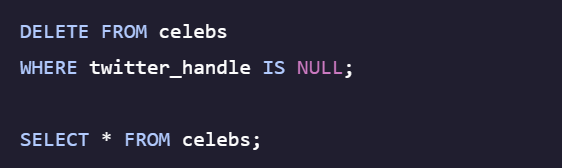 DELETE FROM celebs
WHERE twitter_handle IS NULL;
SELECT * FROM celebs;